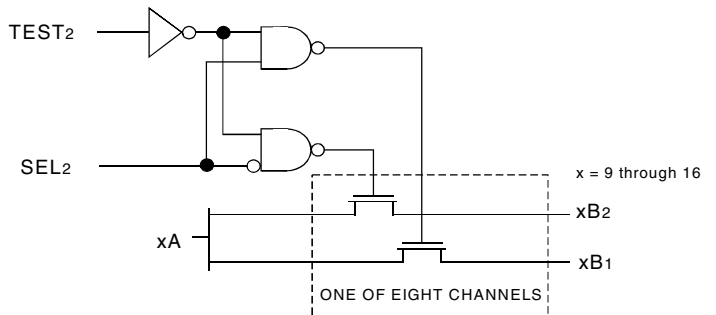 TEST2
SEL2
x = 9 through 16
xB2
xA
xB1
ONE OF EIGHT CHANNELS